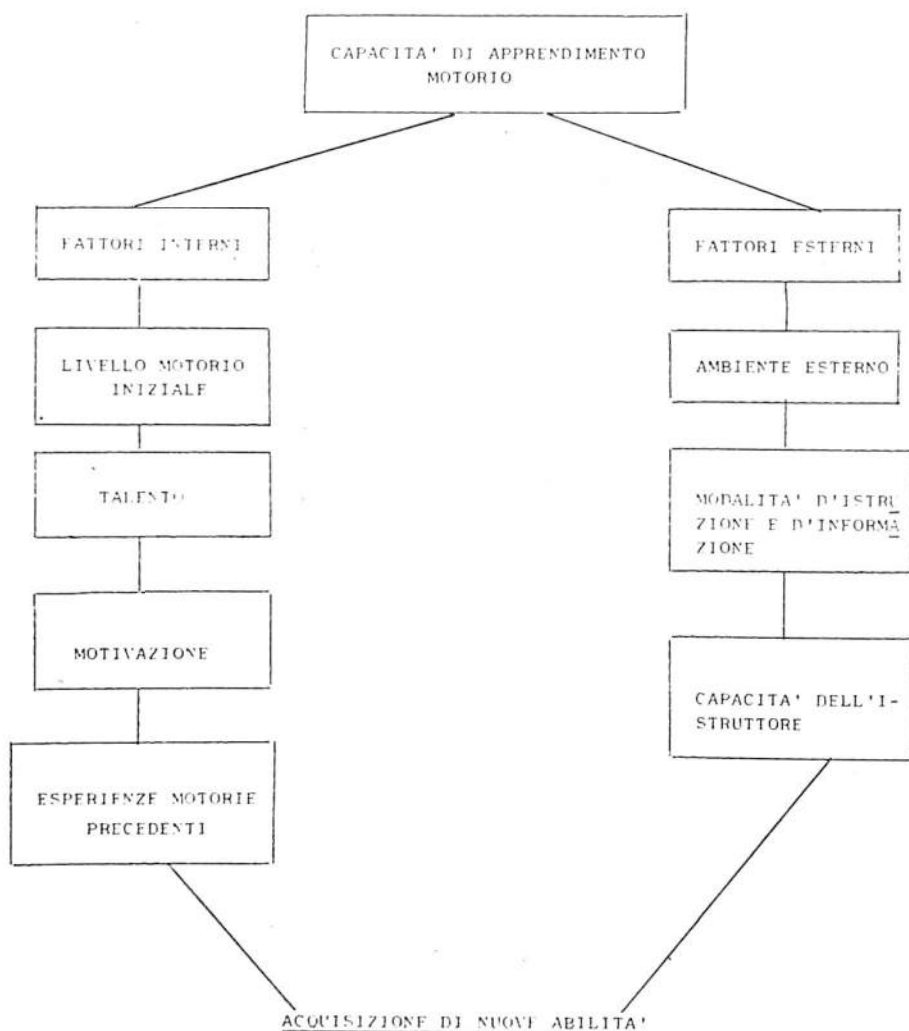 CAPACITA' DI APPRENDIMENTO
MOTORIO
FATTORI INTERNI
FATTORI ESTERNI
LIVELLO MOTORIO
INIZIALE
AMBIENTE ESTERNO
TALENTO
MODALITA' D'ISTRU
ZIONE E D'INFORMA
ZIONE
MOTIVAZIONE
CAPACITA' DELL'I-
STRUTTORE
ESPERIENZE MOTORIE
PRECEDENTI
ACQUISIZIONE DI NUOVE ABILITA'